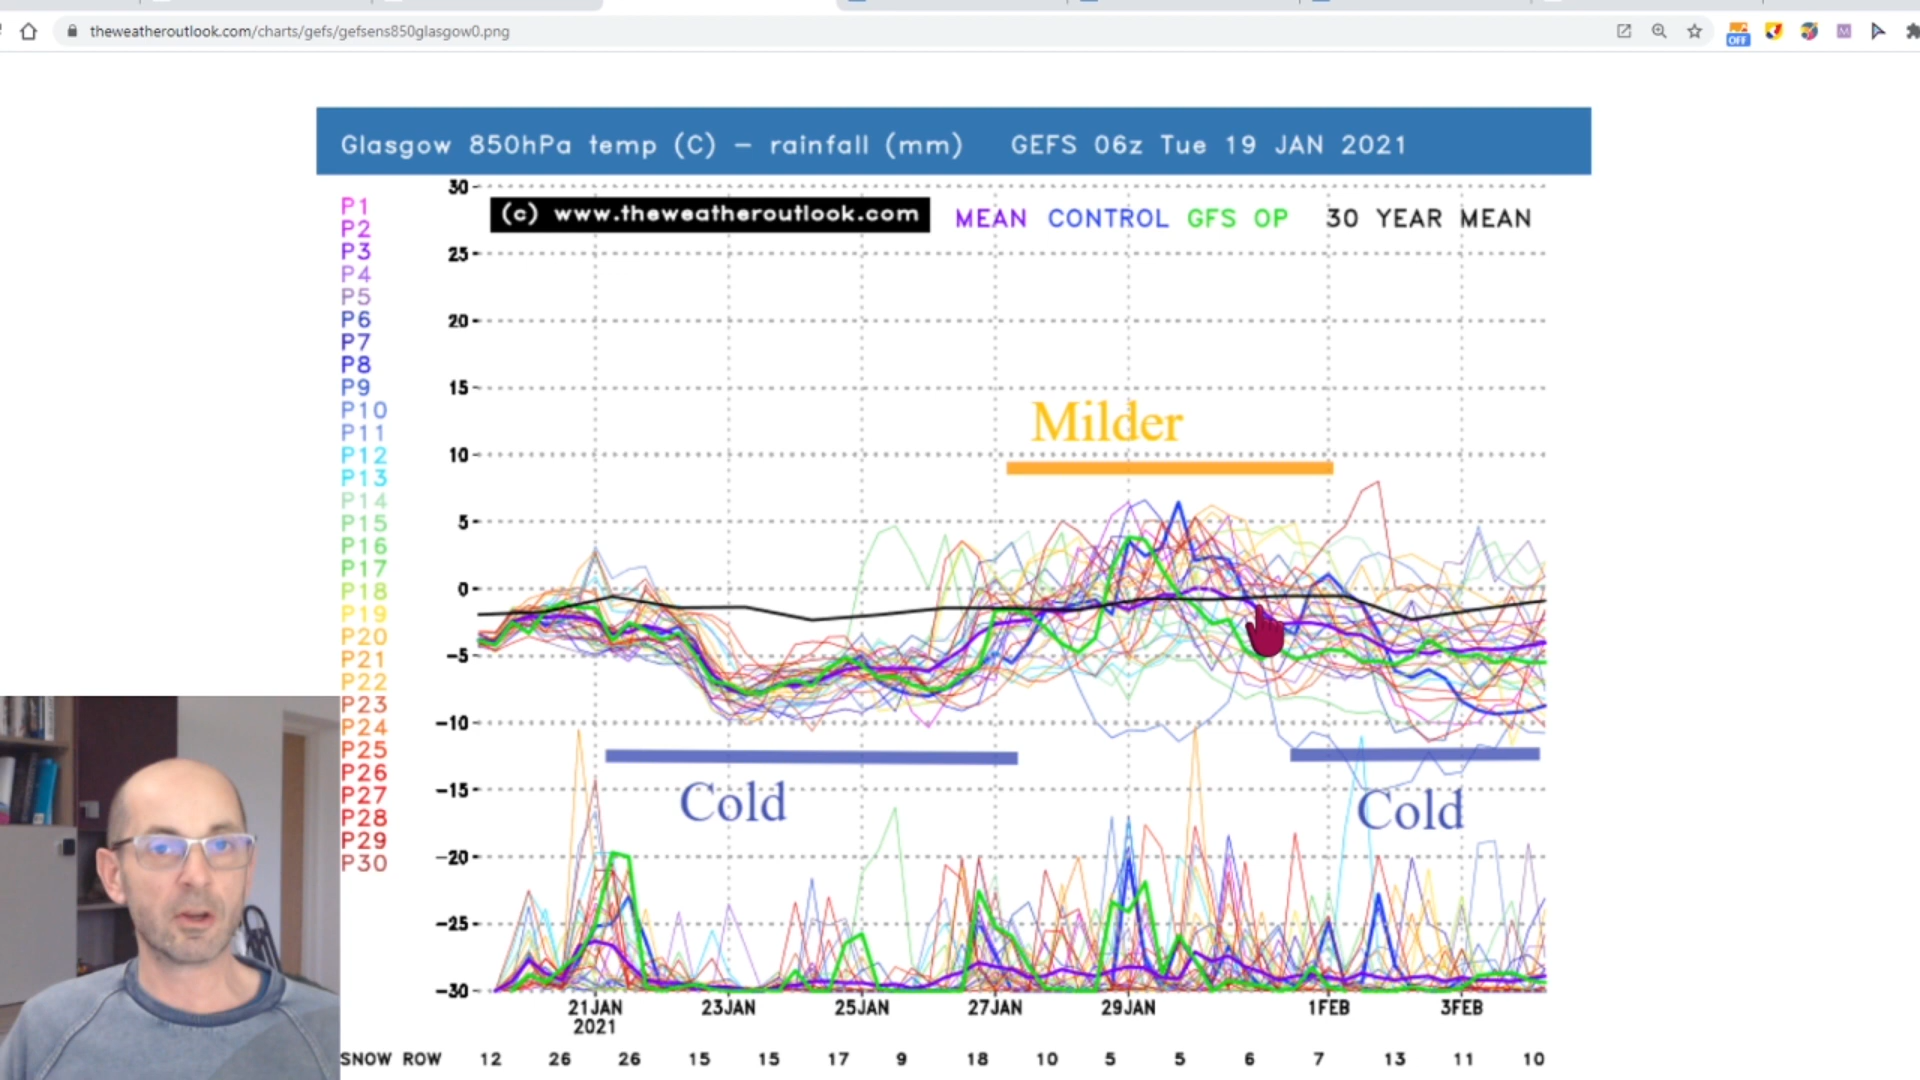 theweatheroutlook.com/charts/gefs/gefsens850glasgow0.png
OFF
Glasgow 850hPa temp (C) – rainfall (mm) GEFS 06z Tue 19 JAN 2021
(c) www.theweatheroutlook.com MEAN CONTROL GFS OP 30 YEAR MEAN
P1
P2
P3
P4
P5
P6
P7
P8
P9
P10
P11
P12
P13
P14
P15
P16
P17
P18
P19
P20
P21
P22
P23
P24
P25
P26
P27
P28
P29
P30
30
25
20
15
10
5
0
-5
-10
-15
-20
-25
-30
Milder
Cold
Cold
21JAN 23JAN 25JAN 27JAN 29JAN 1FEB 3FEB
2021
SNOW ROW 12 26 26 15 15 17 9 18 10 5 5 6 7 13 11 10